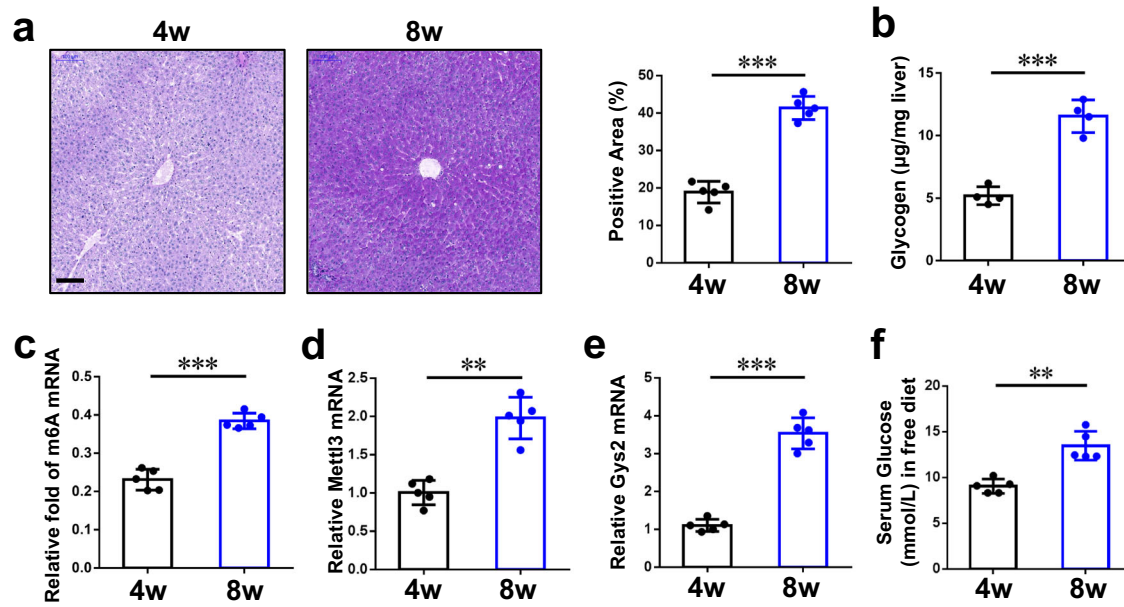 a
4w
8w
Positive Area (%)
50
40
30
20
10
0
***
4w
8w
b
Glycogen (μg/mg liver)
15
10
5
0
***
4w
8w
c
Relative fold of m6A mRNA
0.5
0.4
0.3
0.2
0.1
0.0
***
4w
8w
d
Relative Mettl3 mRNA
2.5
2.0
1.5
1.0
0.5
0.0
**
4w
8w
e
Relative Gys2 mRNA
5
4
3
2
1
0
***
4w
8w
f
Serum Glucose
(mmol/L) in free diet
20
15
10
5
0
**
4w
8w